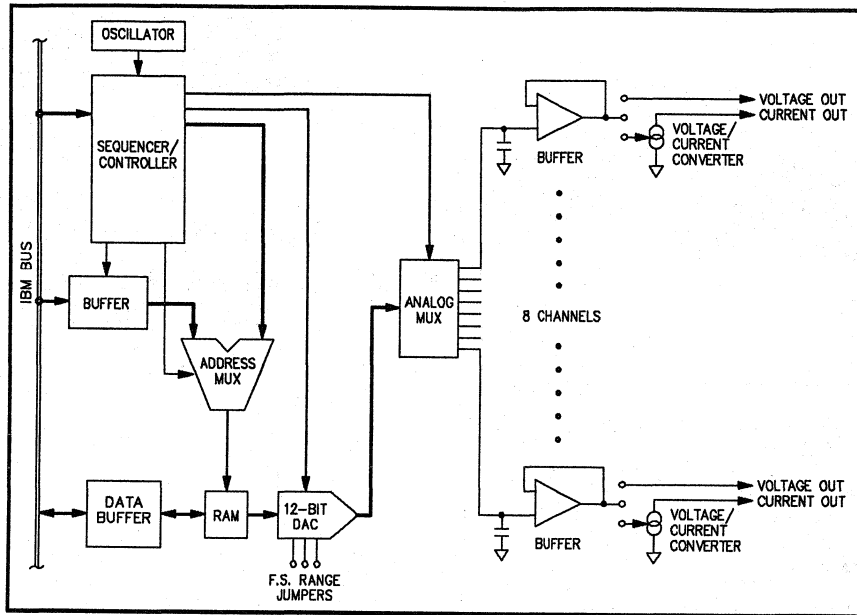 OSCILLATOR
SEQUENCER/
CONTROLLER
IBM BUS
BUFFER
ADDRESS
MUX
DATA
BUFFER
RAM
12-BIT
DAC
F.S. RANGE
JUMPERS
ANALOG
MUX
8 CHANNELS
BUFFER
VOLTAGE OUT
CURRENT OUT
VOLTAGE/
CURRENT
CONVERTER
BUFFER
VOLTAGE OUT
CURRENT OUT
VOLTAGE/
CURRENT
CONVERTER